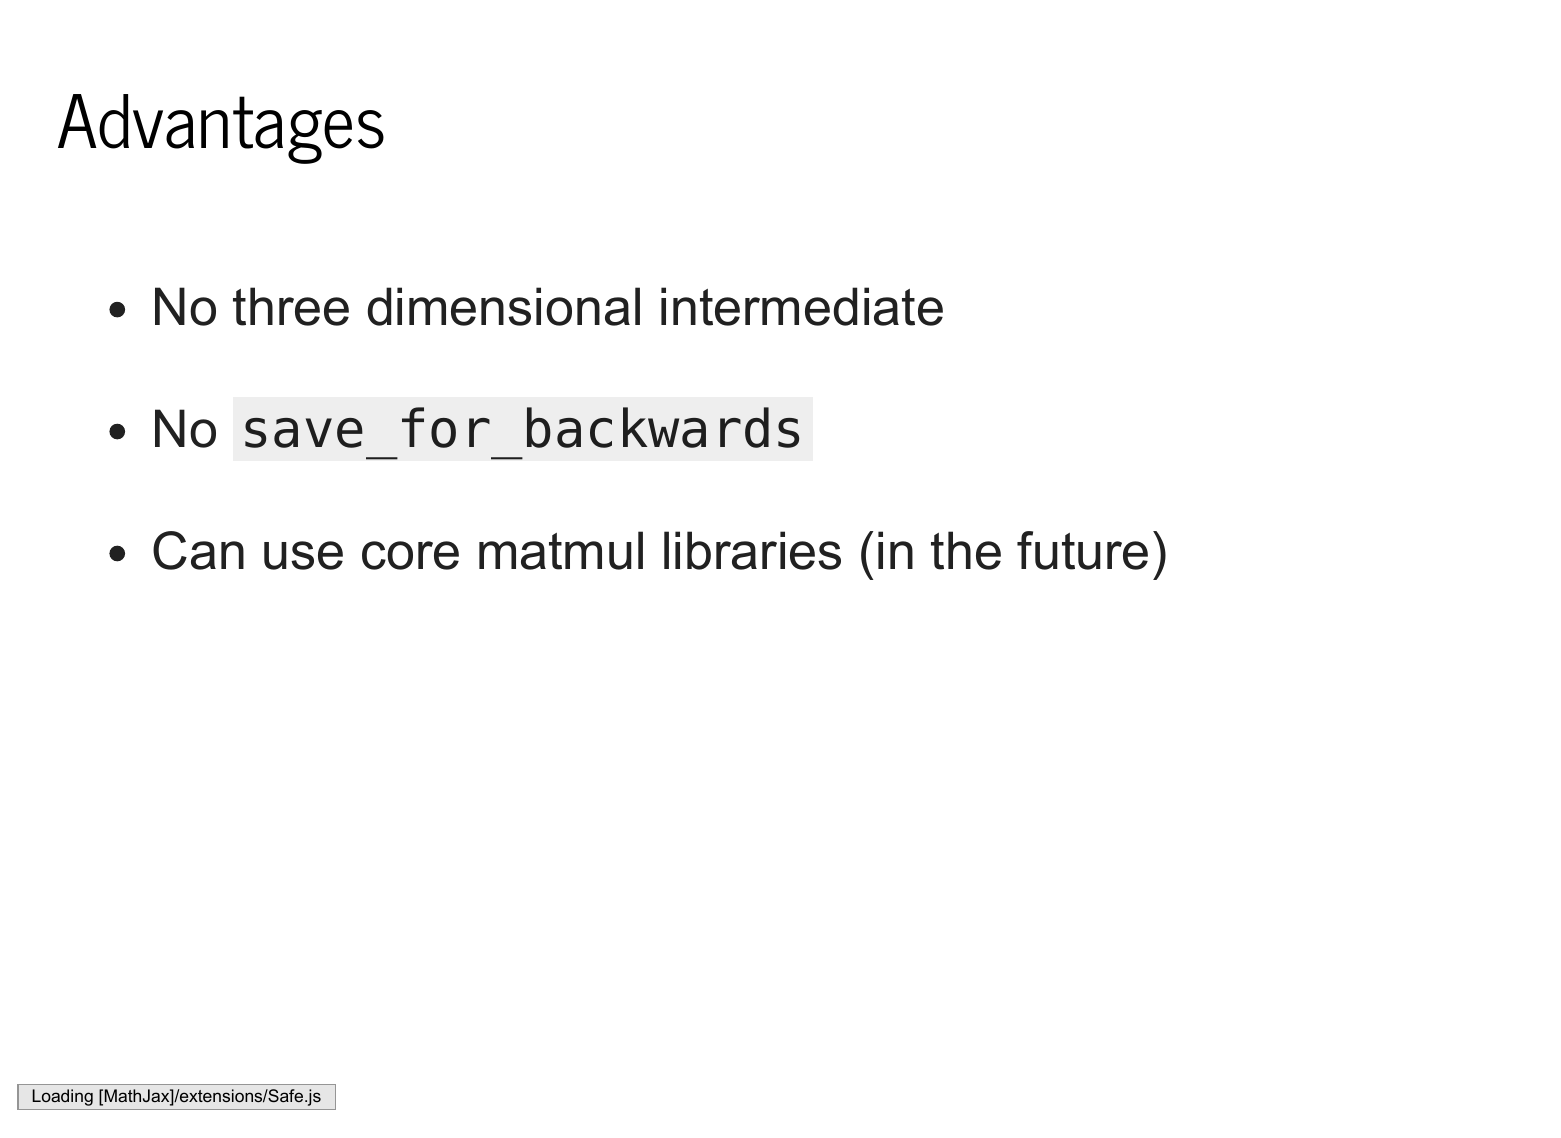 Advantages
No three dimensional intermediate
No save_for_backwards
Can use core matmul libraries (in the future)
Loading [MathJax]/extensions/Safe.js